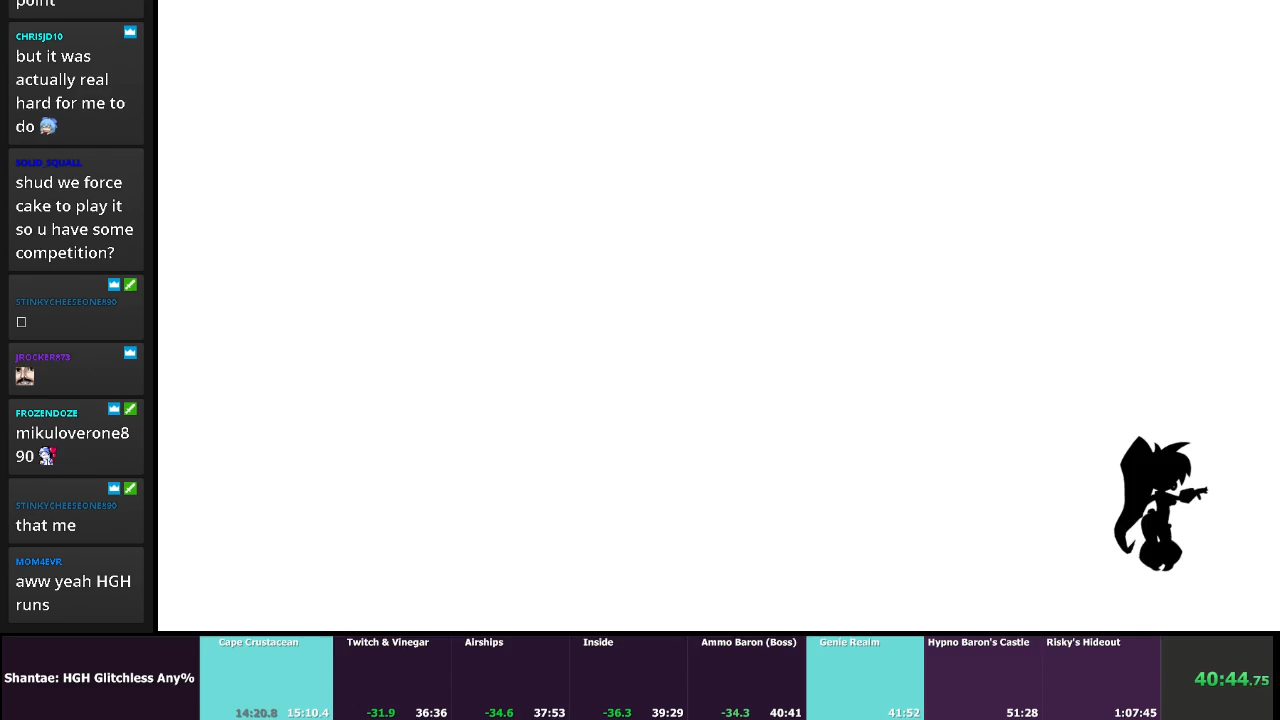 point
CHRISJD10
but it was
actually real
hard for me to
do
SOLID_SQUALL
shud we force
cake to play it
so u have some
competition?
STINKYCHEESEONE890
JROCKER873
FROZENDOZE
mikuloverone8
90
STINKYCHEESEONE890
that me
MOM4EVR
aww yeah HGH
runs
Shantae: HGH Glitchless Any%
Cape Crustacean
14:20.8 15:10.4
Twitch & Vinegar
-31.9 36:36
Airships
-34.6 37:53
Inside
-36.3 39:29
Ammo Baron (Boss)
-34.3 40:41
Genie Realm
41:52
Hypno Baron's Castle
51:28
Risky's Hideout
1:07:45
40:44.75